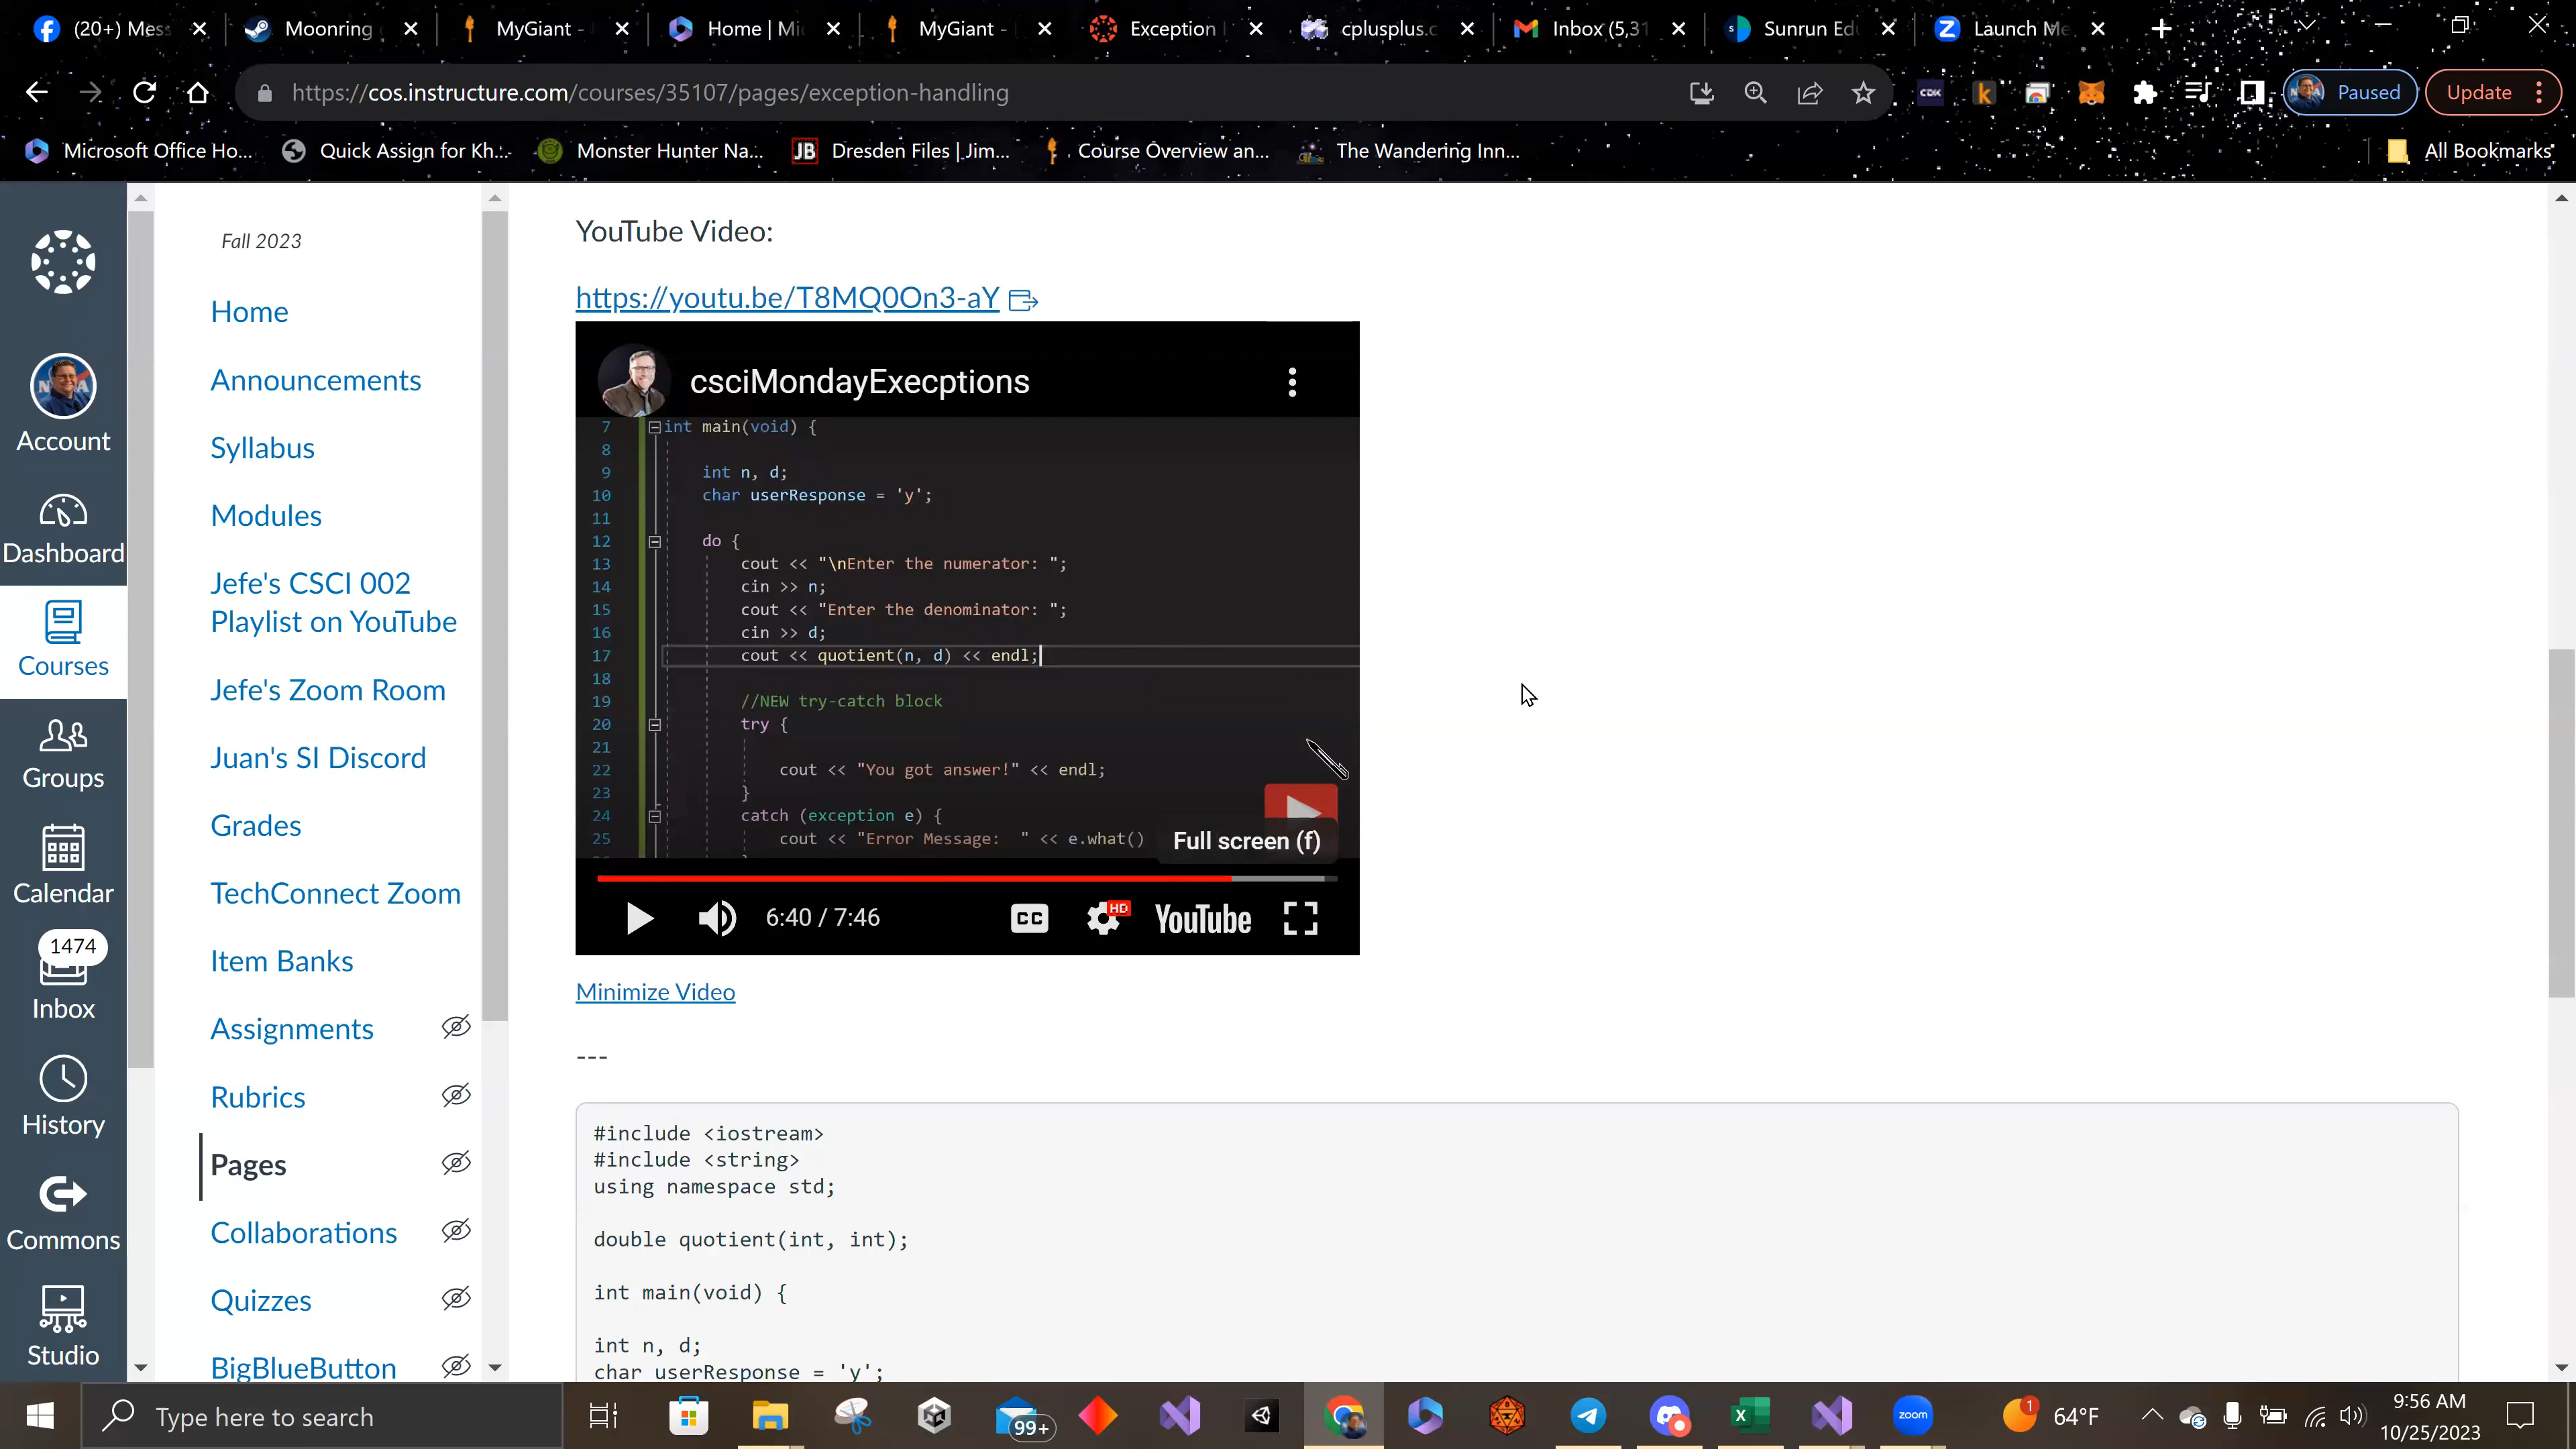 (20+) Mess
Moonring
MyGiant -
Home | Mi
MyGiant -
Exception
cplusplus.c
Inbox (5,31
Sunrun Ed
Launch Me
https://cos.instructure.com/courses/35107/pages/exception-handling
CDK
k
Paused
Update
Microsoft Office Ho...
Quick Assign for Kh...
Monster Hunter Na...
JB
Dresden Files | Jim...
Course Overview an...
The Wandering Inn...
All Bookmarks
Account
Dashboard
Courses
Groups
Calendar
1474
Inbox
History
Commons
Studio
Fall 2023
Home
Announcements
Syllabus
Modules
Jefe's CSCI 002
Playlist on YouTube
Jefe's Zoom Room
Juan's SI Discord
Grades
TechConnect Zoom
Item Banks
Assignments
Rubrics
Pages
Collaborations
Quizzes
BigBlueButton
YouTube Video:
https://youtu.be/T8MQ0On3-aY
csciMondayExecptions
7 int main(void) {
8
9 int n, d;
10 char userResponse = 'y';
11
12 do {
13 cout << "\nEnter the numerator: ";
14 cin >> n;
15 cout << "Enter the denominator: ";
16 cin >> d;
17 cout << quotient(n, d) << endl;
18
19 //NEW try-catch block
20 try {
21
22 cout << "You got answer!" << endl;
23 }
24 catch (exception e) {
25 cout << "Error Message: " << e.what()
Full screen (f)
6:40 / 7:46
CC
HD
YouTube
Minimize Video
---
#include <iostream>
#include <string>
using namespace std;
double quotient(int, int);
int main(void) {
int n, d;
char userResponse = 'y';
Type here to search
99+
zoom
1
64°F
9:56 AM
10/25/2023